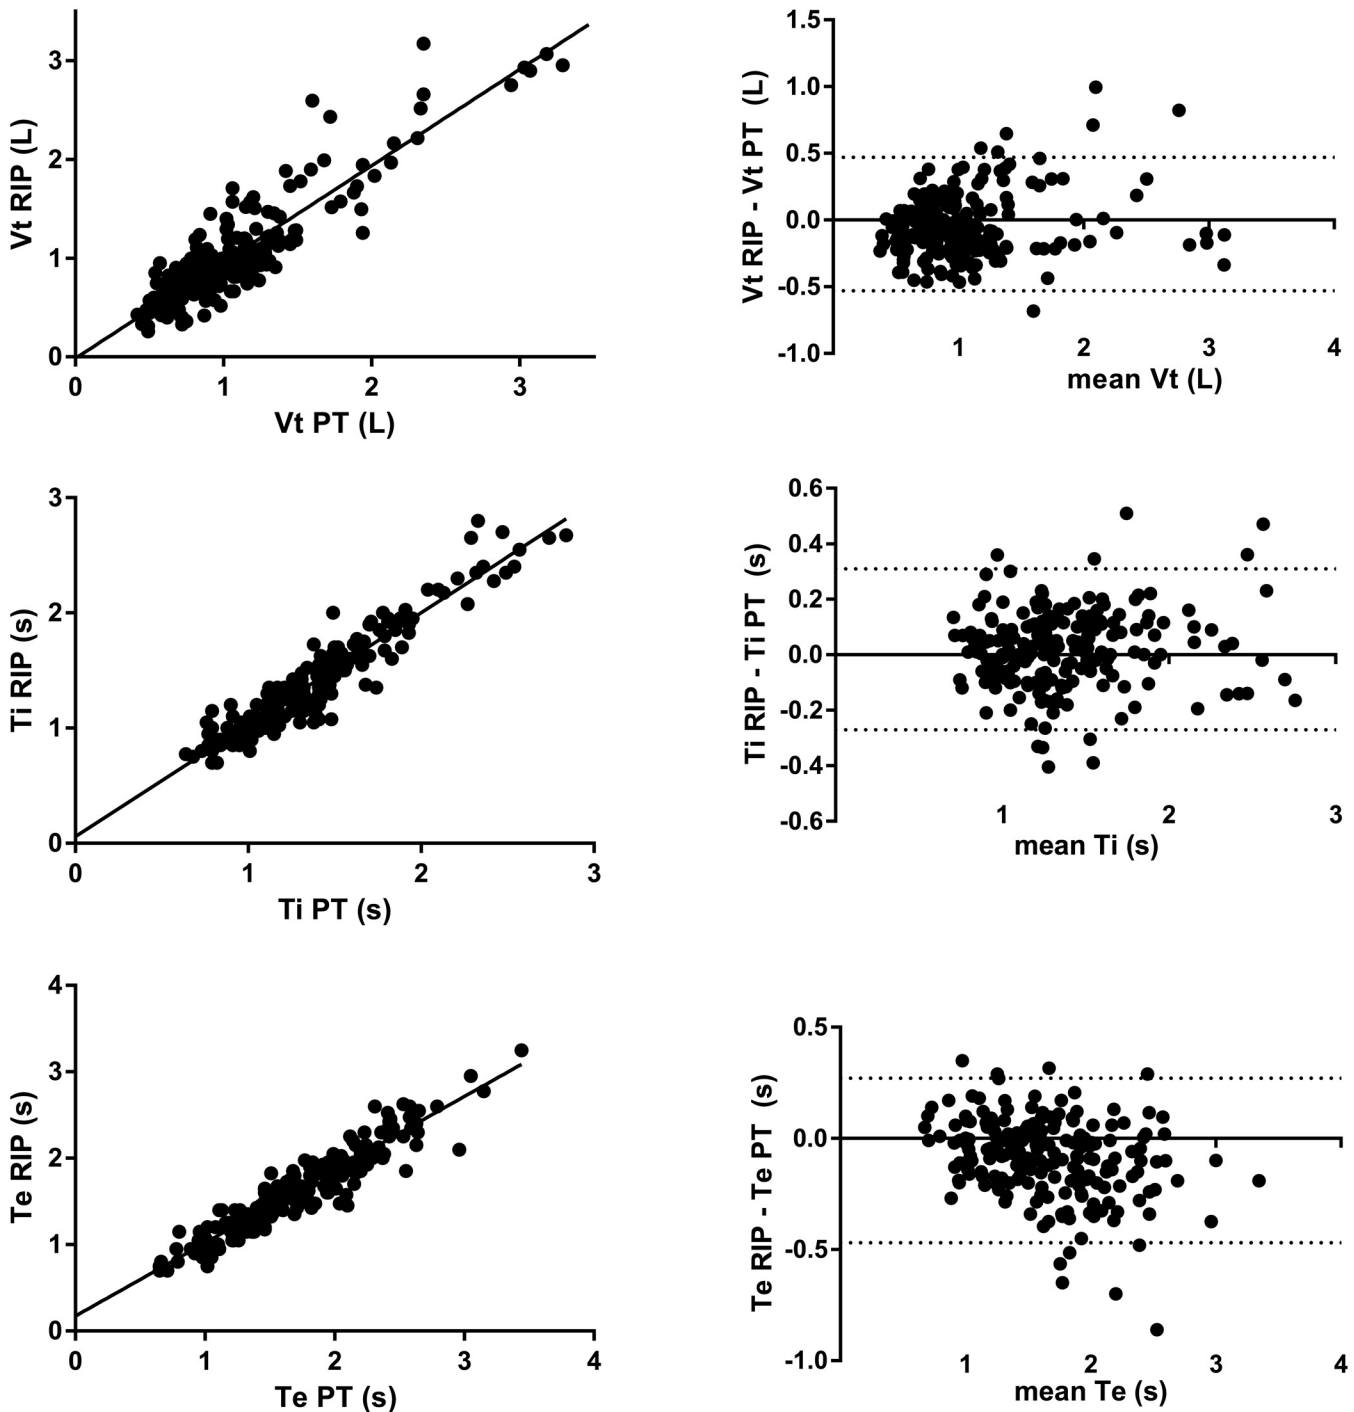 Vt RIP (L)
3
2
1
0
0 1 2 3
Vt PT (L)
Vt RIP - Vt PT (L)
1.5
1.0
0.5
0.0
-0.5
-1.0
1 2 3 4
mean Vt (L)
Ti RIP (s)
3
2
1
0
0 1 2 3
Ti PT (s)
Ti RIP - Ti PT (s)
0.6
0.4
0.2
0.0
-0.2
-0.4
-0.6
1 2 3
mean Ti (s)
Te RIP (s)
4
3
2
1
0
0 1 2 3 4
Te PT (s)
Te RIP - Te PT (s)
0.5
0.0
-0.5
-1.0
1 2 3 4
mean Te (s)